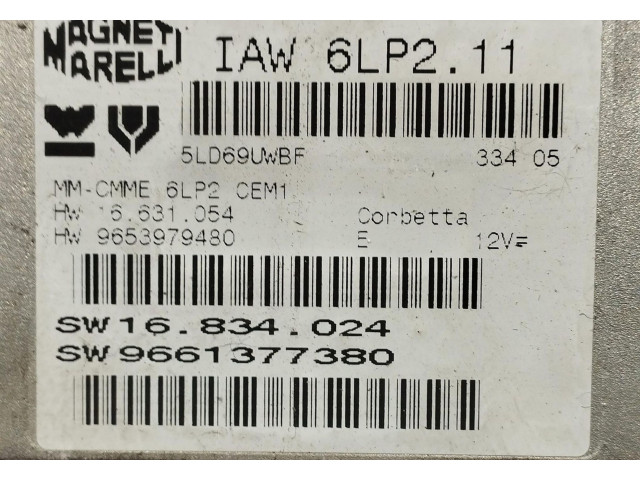 MAGNETI
MARELLI
IAW 6LP2.11
5LD69UWBF 334 05
MM-CMME 6LP2 CEM1
HW 16.631.054 Corbetta
HW 9653979480 E 12V=
SW 16.834.024
SW 9661377380